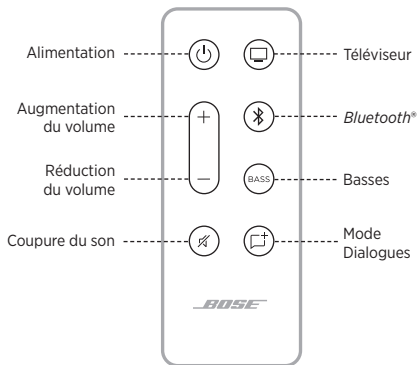 Alimentation
Téléviseur
Augmentation
du volume
Bluetooth®
Réduction
du volume
BASS
Basses
Coupure du son
Mode
Dialogues
BOSE